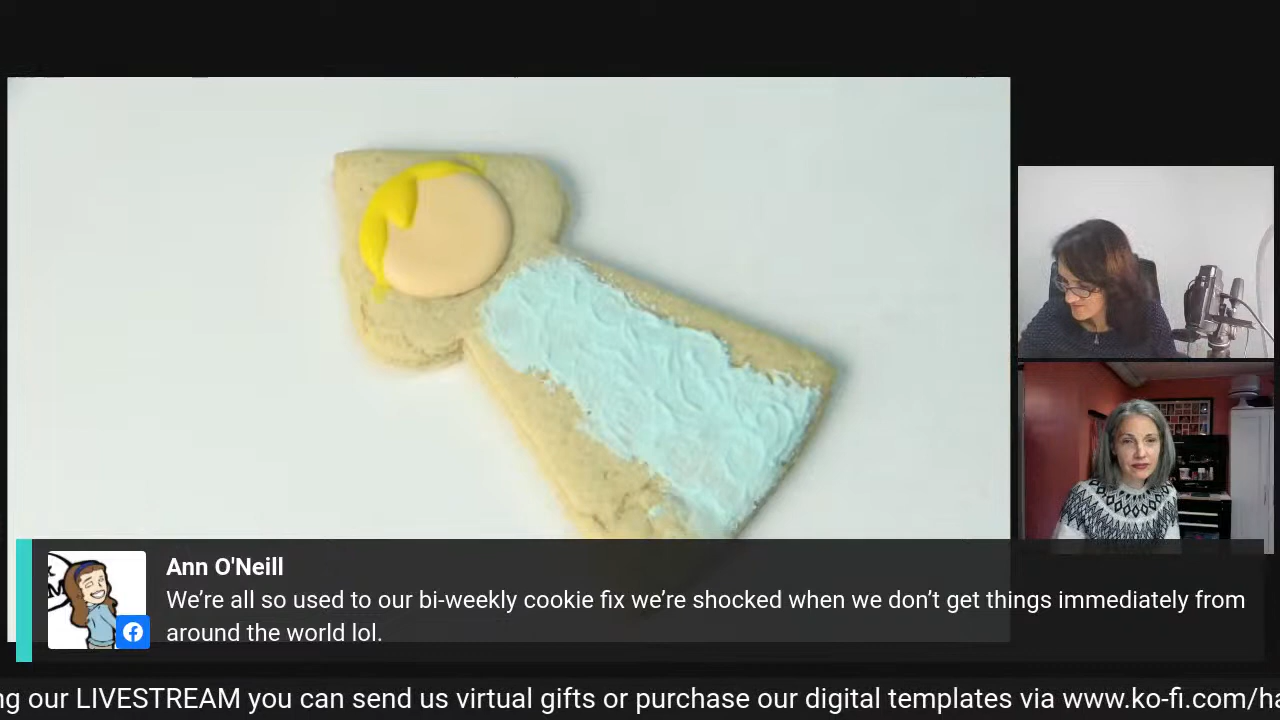 Ann O'Neill
We’re all so used to our bi-weekly cookie fix we’re shocked when we don’t get things immediately from
around the world lol.
ng our LIVESTREAM you can send us virtual gifts or purchase our digital templates via www.ko-fi.com/ha